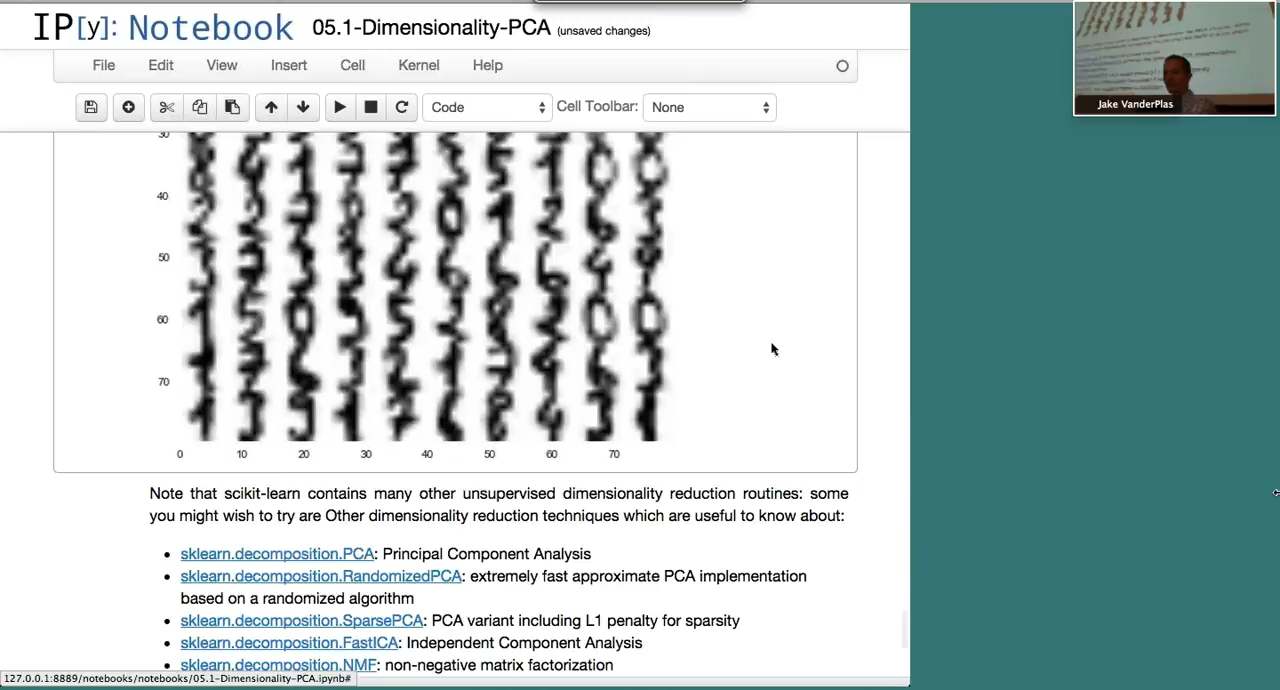 IP[y]: Notebook 05.1-Dimensionality-PCA (unsaved changes)
File Edit View Insert Cell Kernel Help
Code Cell Toolbar: None
Jake VanderPlas
30
40
50
60
70
0 10 20 30 40 50 60 70
Note that scikit-learn contains many other unsupervised dimensionality reduction routines: some
you might wish to try are Other dimensionality reduction techniques which are useful to know about:
sklearn.decomposition.PCA: Principal Component Analysis
sklearn.decomposition.RandomizedPCA: extremely fast approximate PCA implementation
based on a randomized algorithm
sklearn.decomposition.SparsePCA: PCA variant including L1 penalty for sparsity
sklearn.decomposition.FastICA: Independent Component Analysis
sklearn.decomposition.NMF: non-negative matrix factorization
127.0.0.1:8889/notebooks/notebooks/05.1-Dimensionality-PCA.ipynb#